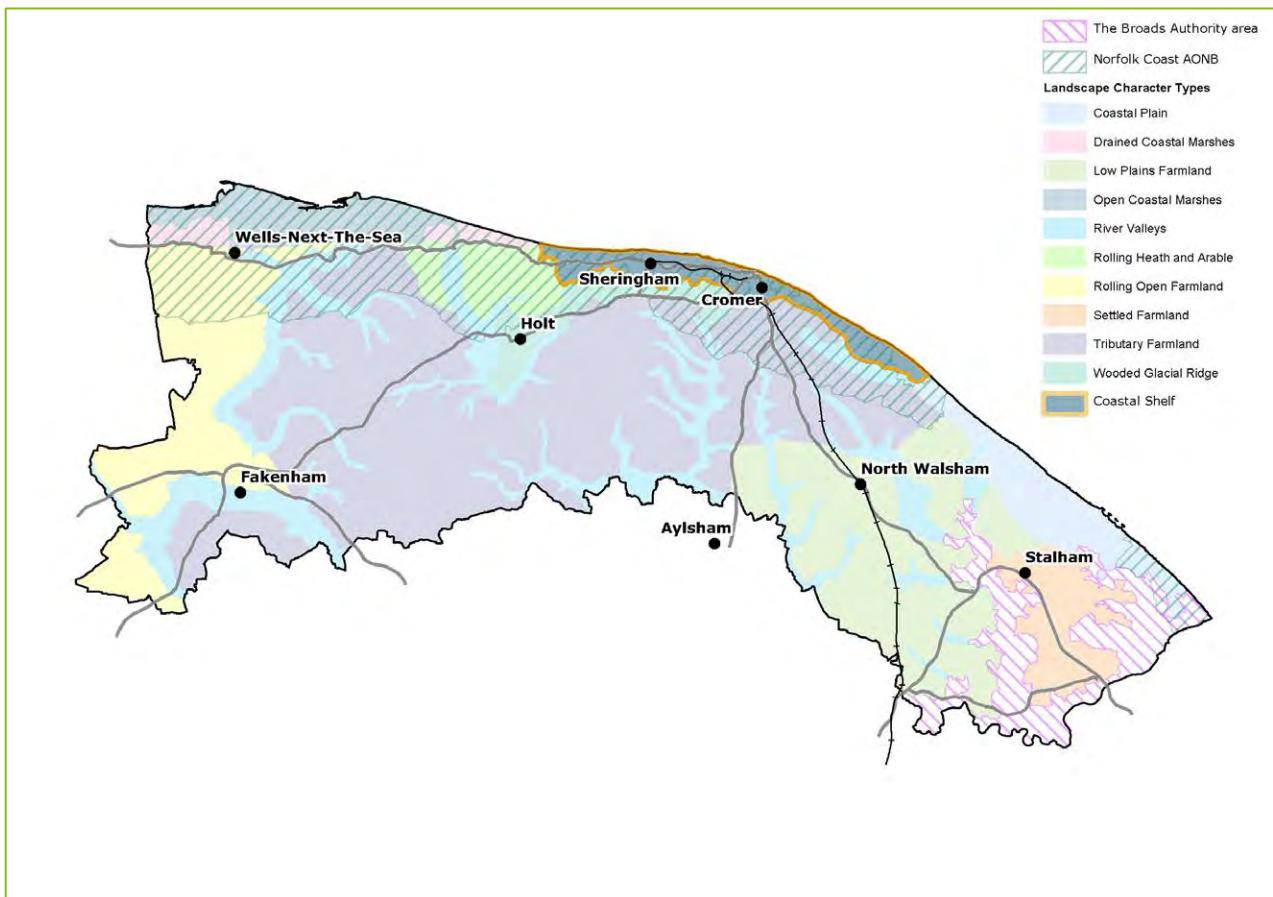 The Broads Authority area
Norfolk Coast AONB
Landscape Character Types
Coastal Plain
Drained Coastal Marshes
Low Plains Farmland
Open Coastal Marshes
River Valleys
Rolling Heath and Arable
Rolling Open Farmland
Settled Farmland
Tributary Farmland
Wooded Glacial Ridge
Coastal Shelf
Wells-Next-The-Sea
Sheringham
Cromer
Holt
Fakenham
North Walsham
Aylsham
Stalham